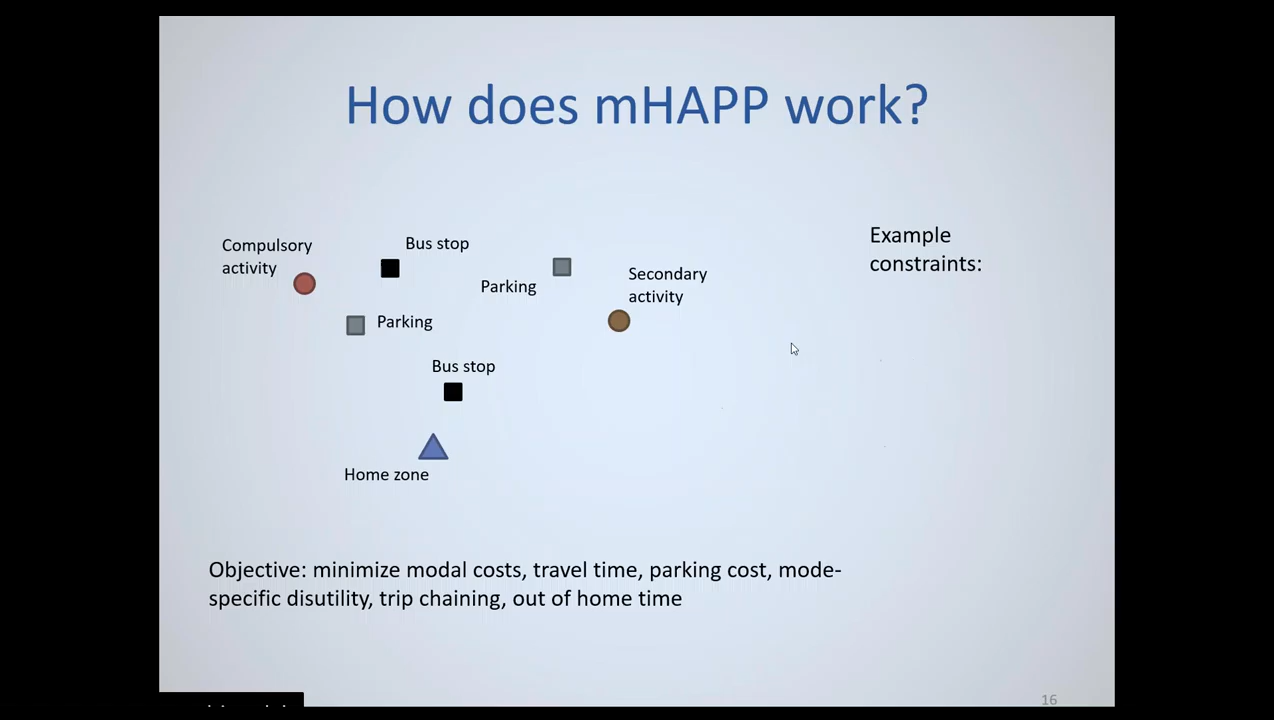 How does mHAPP work?
Compulsory
activity
Bus stop
Parking
Secondary
activity
Parking
Bus stop
Home zone
Example
constraints:
Objective: minimize modal costs, travel time, parking cost, mode-
specific disutility, trip chaining, out of home time
16